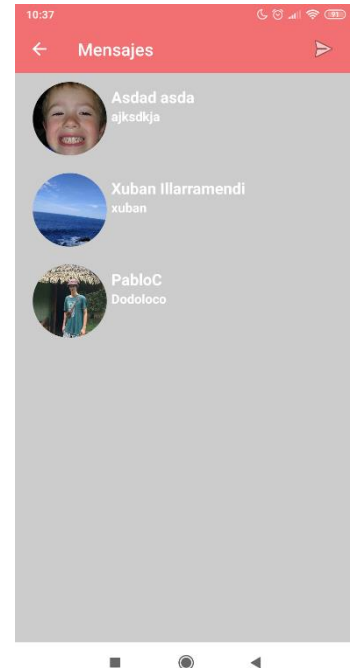 10:37
Mensajes
Asdad asda
ajksdkja
Xuban Illarramendi
xuban
PabloC
Dodoloco